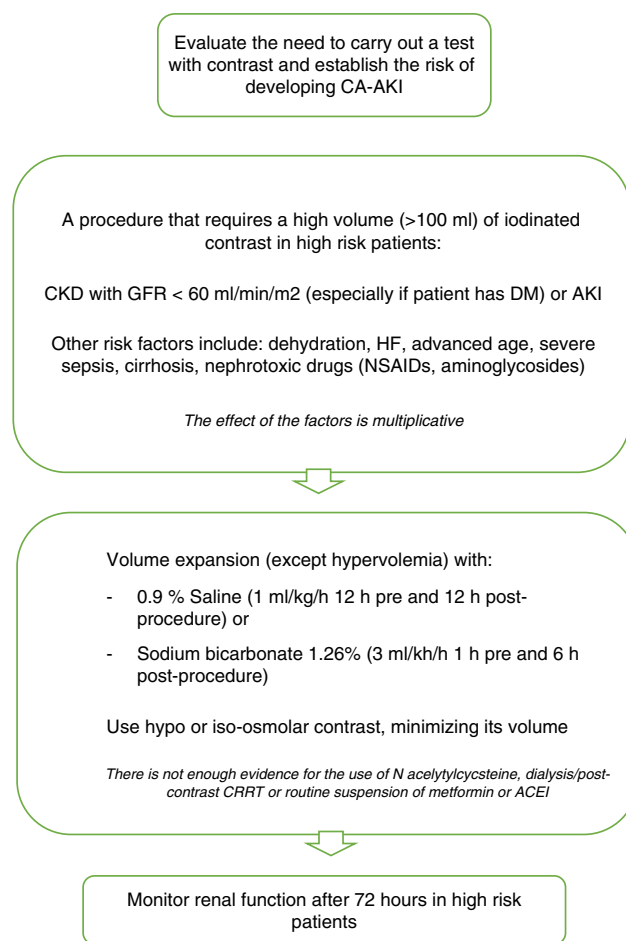 Evaluate the need to carry out a test
with contrast and establish the risk of
developing CA-AKI
A procedure that requires a high volume (>100 ml) of iodinated
contrast in high risk patients:
CKD with GFR < 60 ml/min/m2 (especially if patient has DM) or AKI
Other risk factors include: dehydration, HF, advanced age, severe
sepsis, cirrhosis, nephrotoxic drugs (NSAIDs, aminoglycosides)
The effect of the factors is multiplicative
Volume expansion (except hypervolemia) with:
- 0.9 % Saline (1 ml/kg/h 12 h pre and 12 h post-
procedure) or
- Sodium bicarbonate 1.26% (3 ml/kh/h 1 h pre and 6 h
post-procedure)
Use hypo or iso-osmolar contrast, minimizing its volume
There is not enough evidence for the use of N acelytylcycsteine, dialysis/post-
contrast CRRT or routine suspension of metformin or ACEI
Monitor renal function after 72 hours in high risk
patients